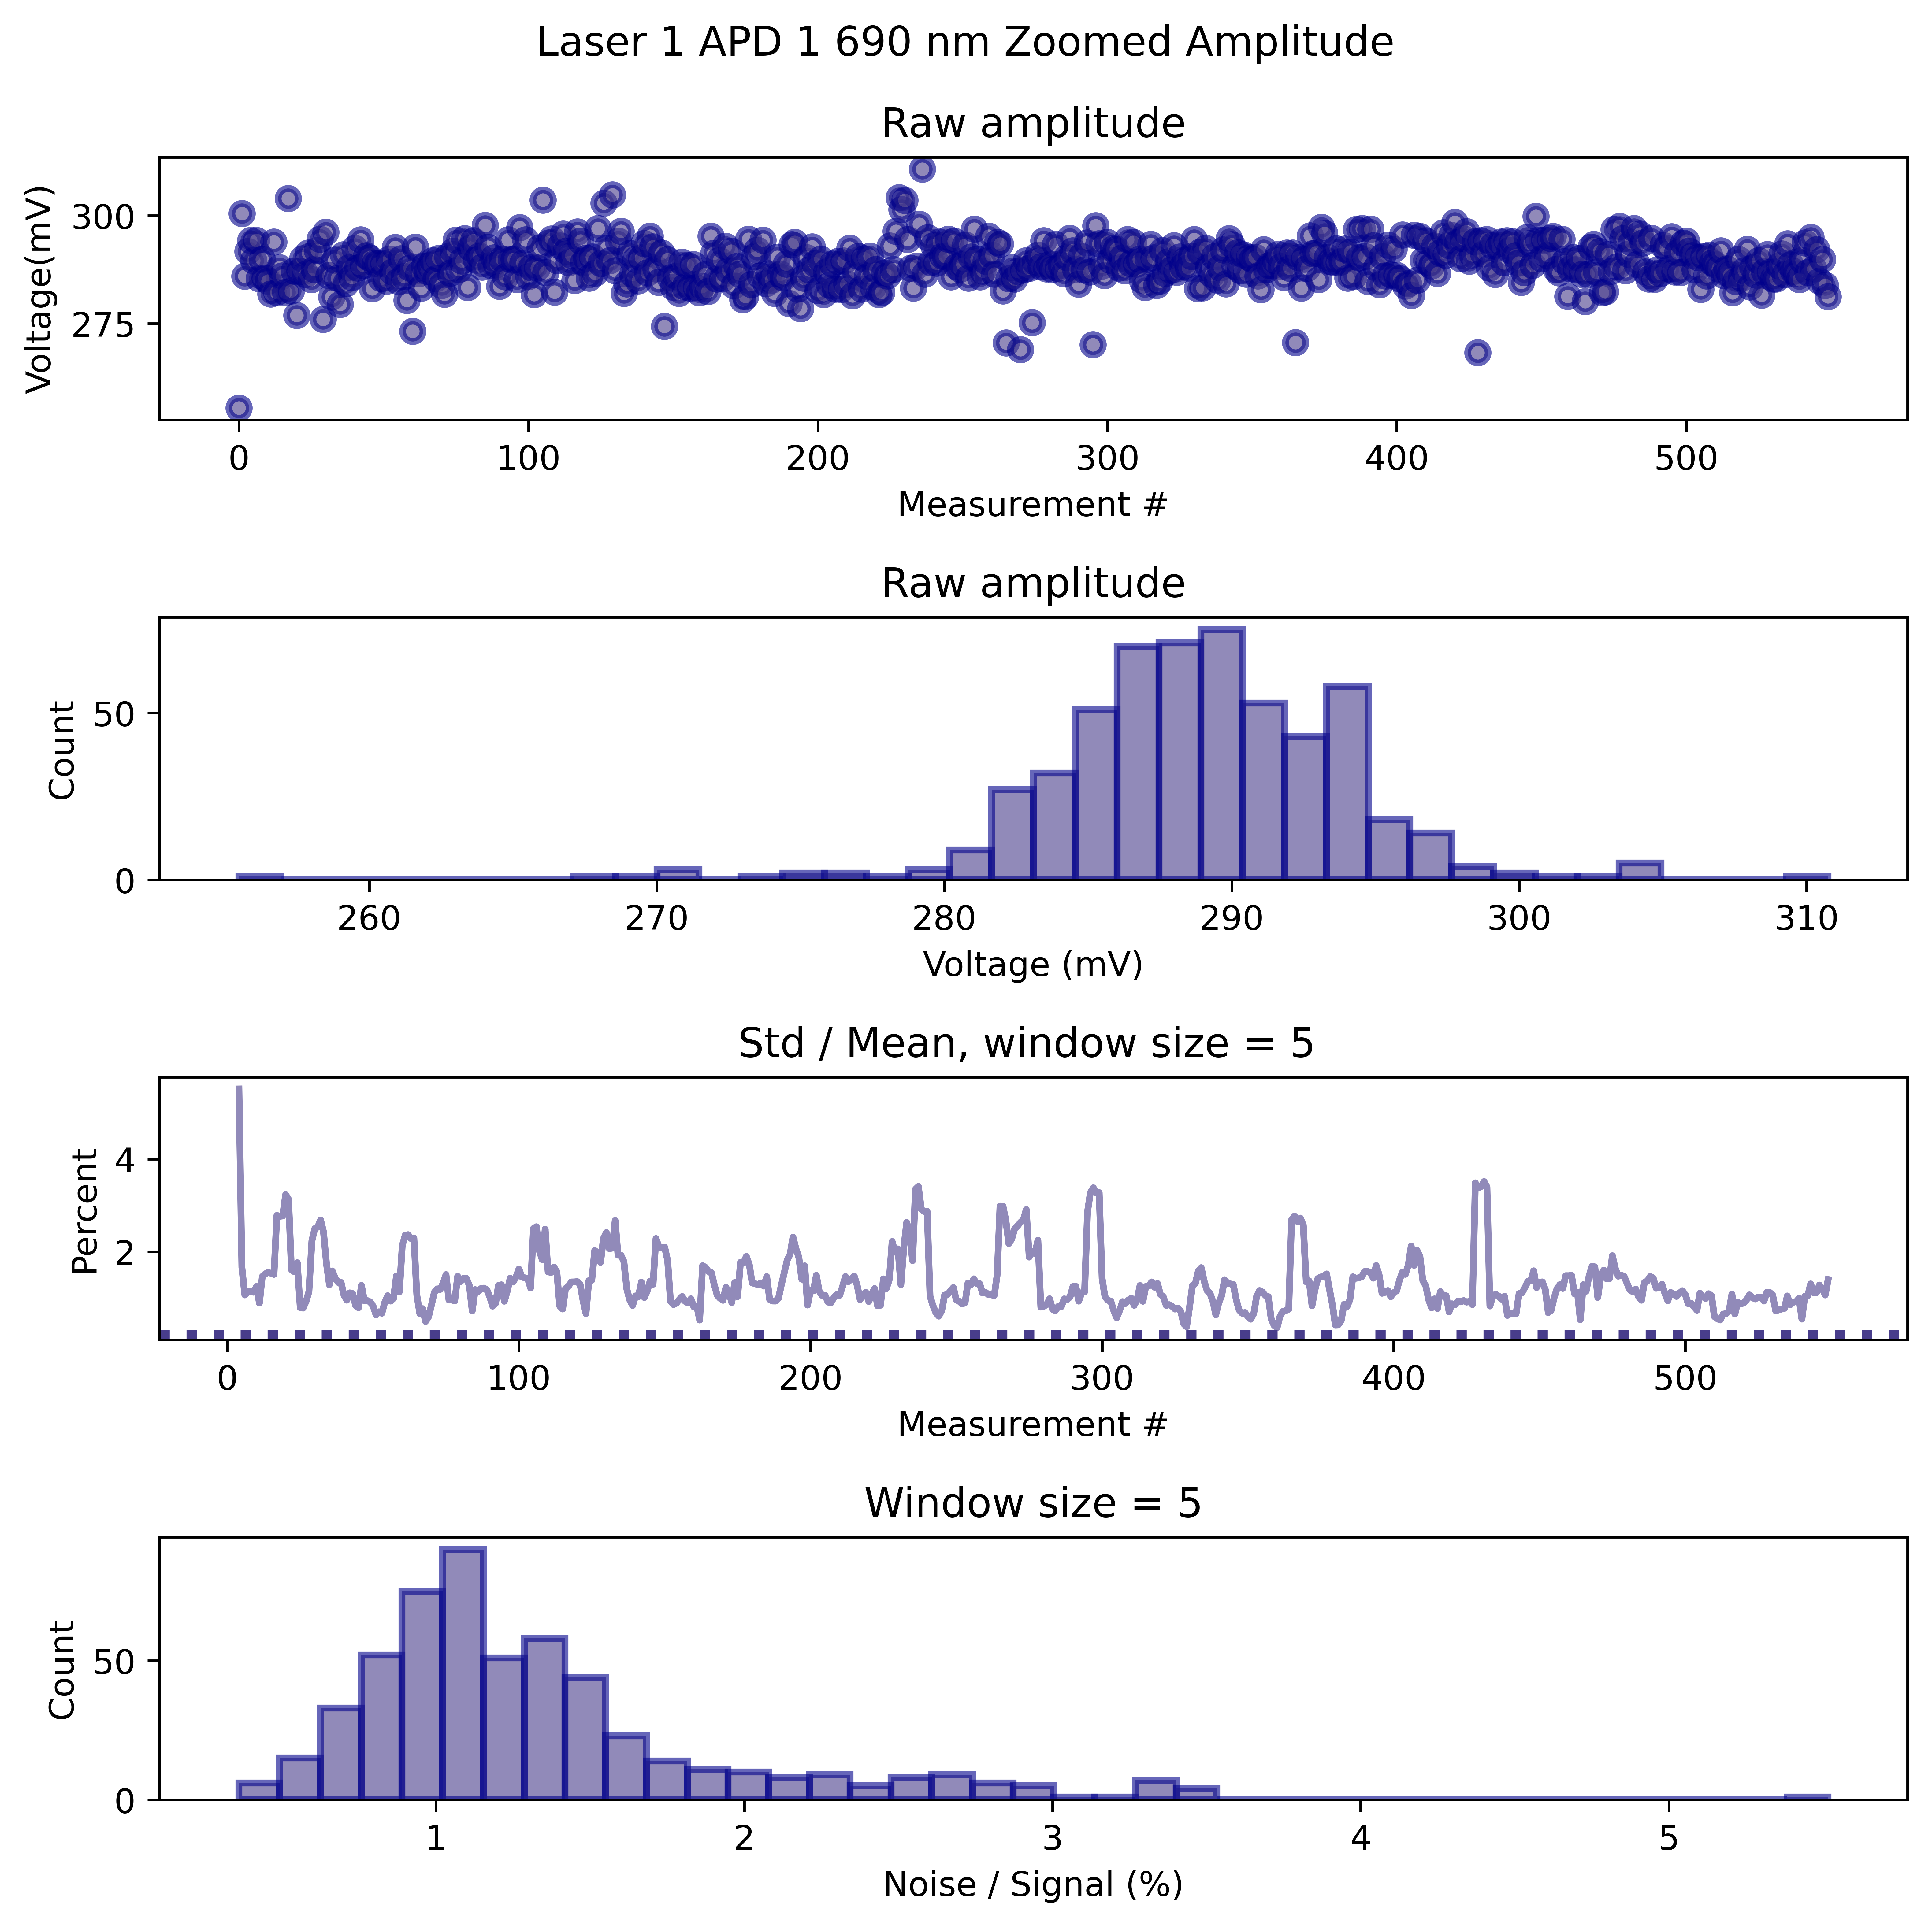 Laser 1 APD 1 690 nm Zoomed Amplitude
Raw amplitude
Voltage(mV)
300
275
0 100 200 300 400 500
Measurement #
Raw amplitude
Count
50
0
260 270 280 290 300 310
Voltage (mV)
Std / Mean, window size = 5
Percent
4
2
0 100 200 300 400 500
Measurement #
Window size = 5
Count
50
0
1 2 3 4 5
Noise / Signal (%)